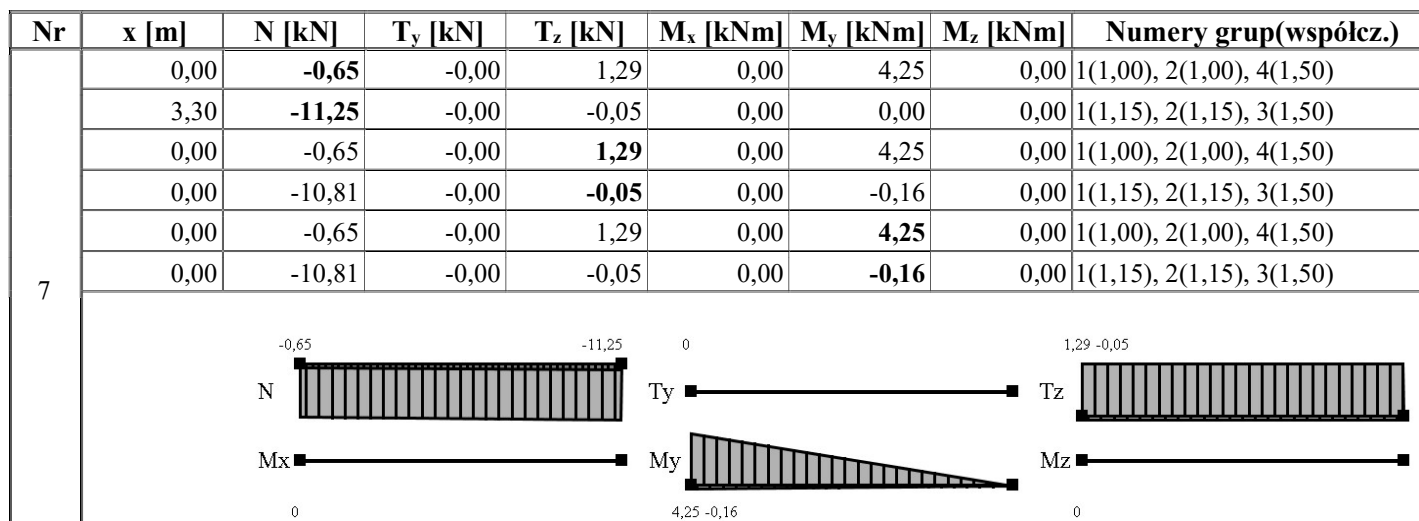 Nr x [m] N [kN] Ty [kN] Tz [kN] Mx [kNm] My [kNm] Mz [kNm] Numery grup(współcz.)
0,00 -0,65 -0,00 1,29 0,00 4,25 0,00 1(1,00), 2(1,00), 4(1,50)
3,30 -11,25 -0,00 -0,05 0,00 0,00 0,00 1(1,15), 2(1,15), 3(1,50)
0,00 -0,65 -0,00 1,29 0,00 4,25 0,00 1(1,00), 2(1,00), 4(1,50)
0,00 -10,81 -0,00 -0,05 0,00 -0,16 0,00 1(1,15), 2(1,15), 3(1,50)
0,00 -0,65 -0,00 1,29 0,00 4,25 0,00 1(1,00), 2(1,00), 4(1,50)
0,00 -10,81 -0,00 -0,05 0,00 -0,16 0,00 1(1,15), 2(1,15), 3(1,50)
7
-0,65 -11,25 0 1,29 -0,05
N Ty Tz
Mx My Mz
0 4,25 -0,16 0